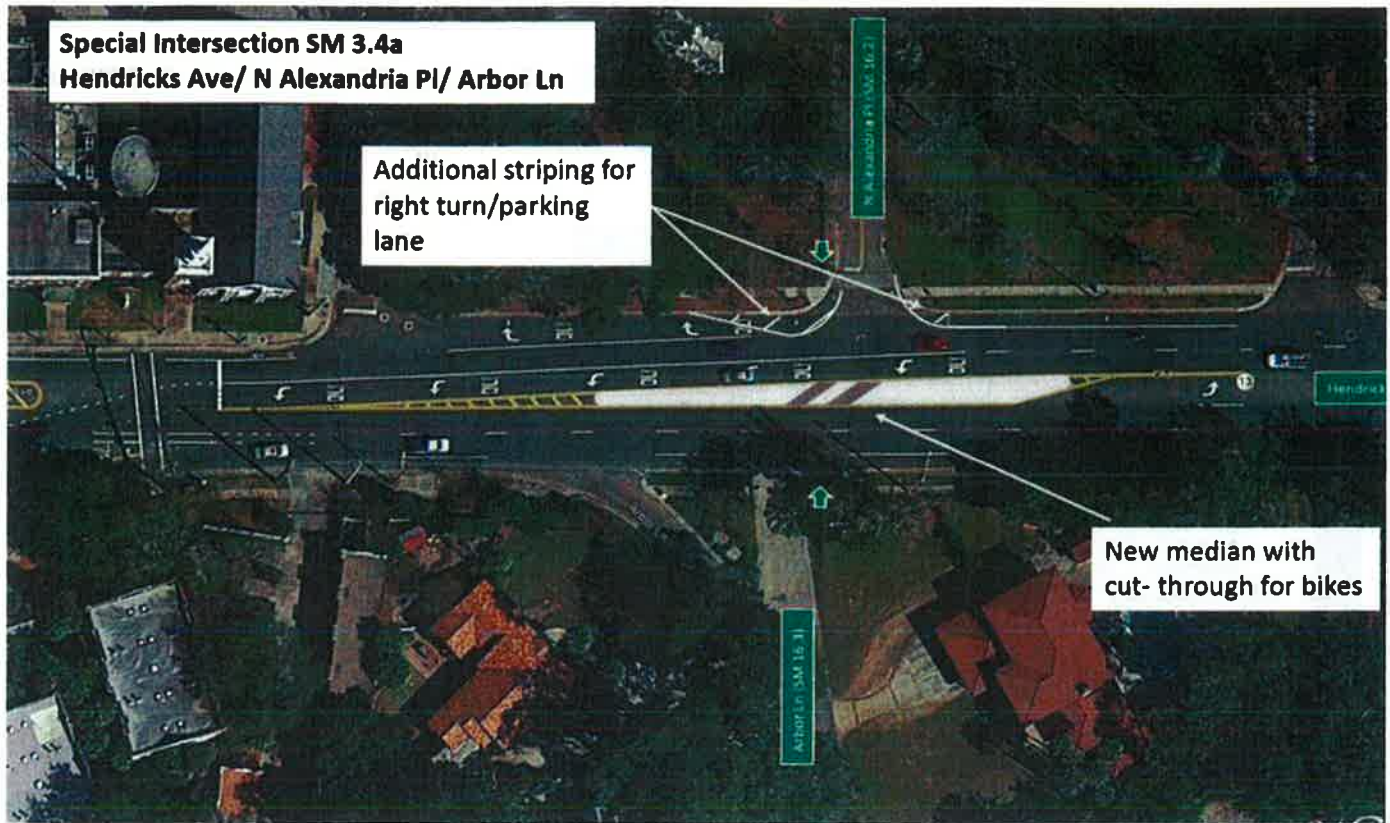 Special Intersection SM 3.4a
Hendricks Ave/ N Alexandria Pl/ Arbor Ln
Additional striping for
right turn/parking
lane
N Alexandria Pl (SM 16.2)
13
Hendrick
New median with
cut- through for bikes
Arbor Ln (SM 16.3)